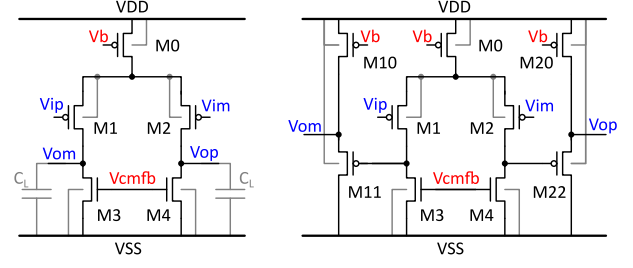 VDD
Vb
M0
Vip
Vim
M1
M2
Vom
Vop
CL
Vcmfb
CL
M3
M4
VSS
VDD
Vb
Vb
Vb
M10
M0
M20
Vip
Vim
Vom
M1
M2
Vop
Vcmfb
M11
M3
M4
M22
VSS